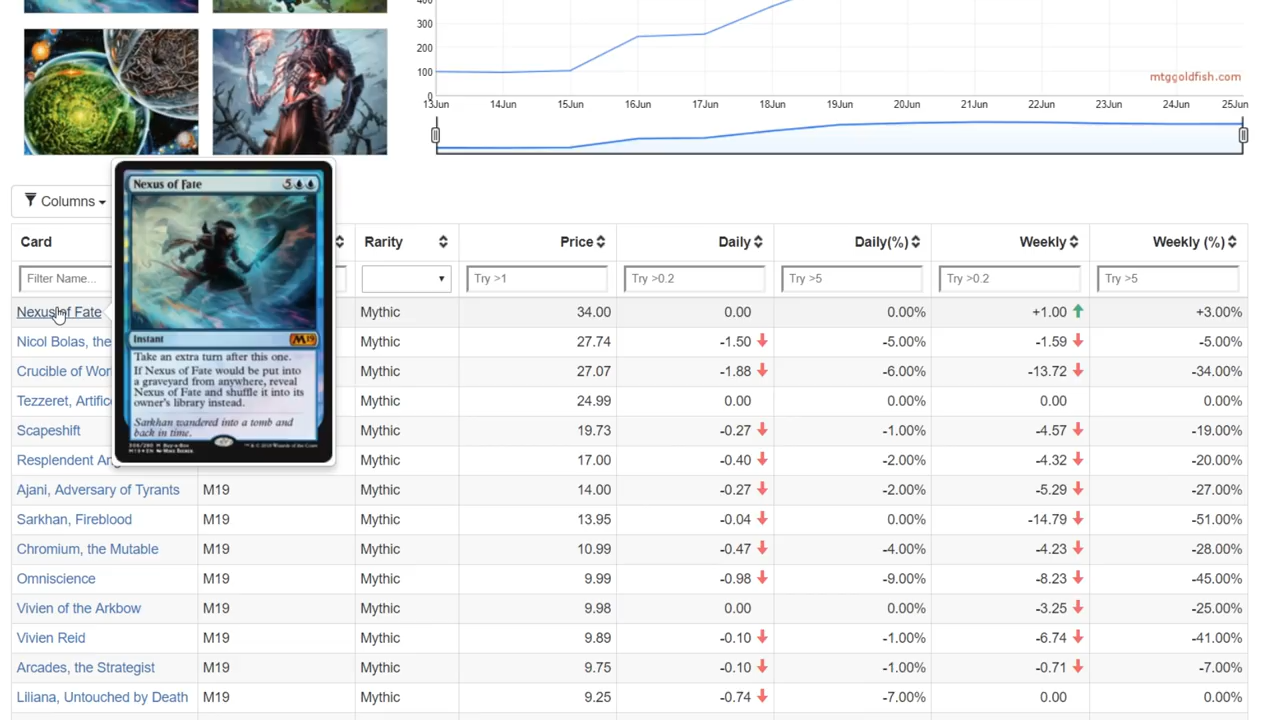 400
300
200
100
0
mtggoldfish.com
13Jun 14Jun 15Jun 16Jun 17Jun 18Jun 19Jun 20Jun 21Jun 22Jun 23Jun 24Jun 25Jun
Columns
Nexus of Fate 5
Instant M19
Take an extra turn after this one.
If Nexus of Fate would be put into
a graveyard from anywhere, reveal
Nexus of Fate and shuffle it into its
owner's library instead.
Sarkhan wandered into a tomb and
back in time.
Card Rarity Price Daily Daily(%) Weekly Weekly (%)
Filter Name... Try >1 Try >0.2 Try >5 Try >0.2 Try >5
Nexus of Fate Mythic 34.00 0.00 0.00% +1.00 +3.00%
Nicol Bolas, the Mythic 27.74 -1.50 -5.00% -1.59 -5.00%
Crucible of Wor Mythic 27.07 -1.88 -6.00% -13.72 -34.00%
Tezzeret, Artific Mythic 24.99 0.00 0.00% 0.00 0.00%
Scapeshift Mythic 19.73 -0.27 -1.00% -4.57 -19.00%
Resplendent Ang Mythic 17.00 -0.40 -2.00% -4.32 -20.00%
Ajani, Adversary of Tyrants M19 Mythic 14.00 -0.27 -2.00% -5.29 -27.00%
Sarkhan, Fireblood M19 Mythic 13.95 -0.04 0.00% -14.79 -51.00%
Chromium, the Mutable M19 Mythic 10.99 -0.47 -4.00% -4.23 -28.00%
Omniscience M19 Mythic 9.99 -0.98 -9.00% -8.23 -45.00%
Vivien of the Arkbow M19 Mythic 9.98 0.00 0.00% -3.25 -25.00%
Vivien Reid M19 Mythic 9.89 -0.10 -1.00% -6.74 -41.00%
Arcades, the Strategist M19 Mythic 9.75 -0.10 -1.00% -0.71 -7.00%
Liliana, Untouched by Death M19 Mythic 9.25 -0.74 -7.00% 0.00 0.00%